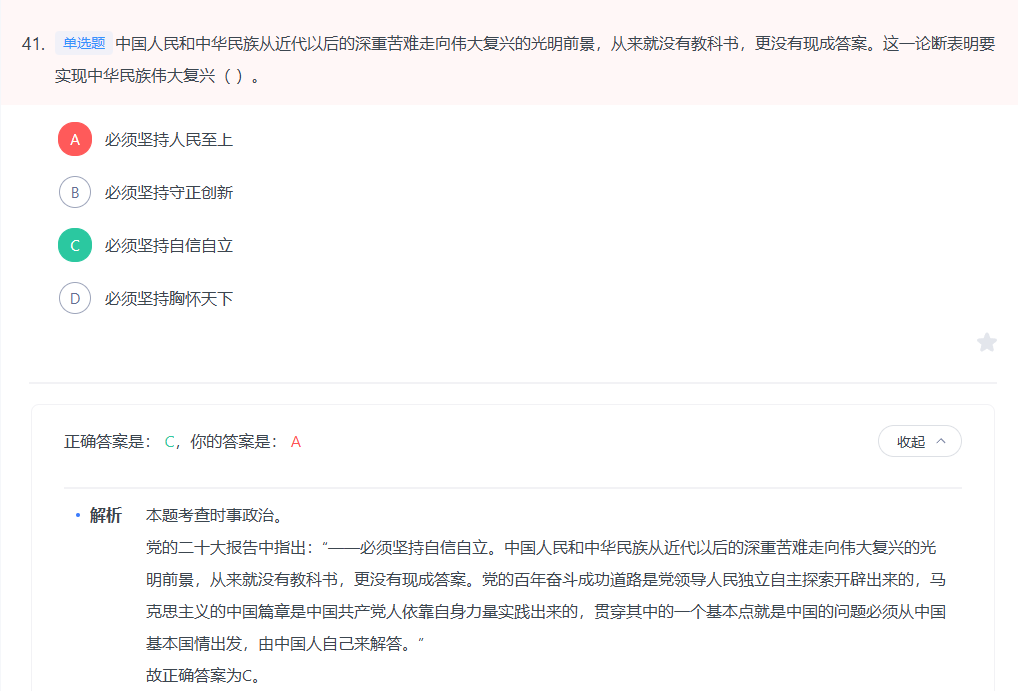 41. 单选题 中国人民和中华民族从近代以后的深重苦难走向伟大复兴的光明前景，从来就没有教科书，更没有现成答案。这一论断表明要
实现中华民族伟大复兴（ ）。
A 必须坚持人民至上
B 必须坚持守正创新
C 必须坚持自信自立
D 必须坚持胸怀天下
正确答案是： C，你的答案是： A
收起
解析 本题考查时事政治。
党的二十大报告中指出：“——必须坚持自信自立。中国人民和中华民族从近代以后的深重苦难走向伟大复兴的光
明前景，从来就没有教科书，更没有现成答案。党的百年奋斗成功道路是党领导人民独立自主探索开辟出来的，马
克思主义的中国篇章是中国共产党人依靠自身力量实践出来的，贯穿其中的一个基本点就是中国的问题必须从中国
基本国情出发，由中国人自己来解答。”
故正确答案为C。